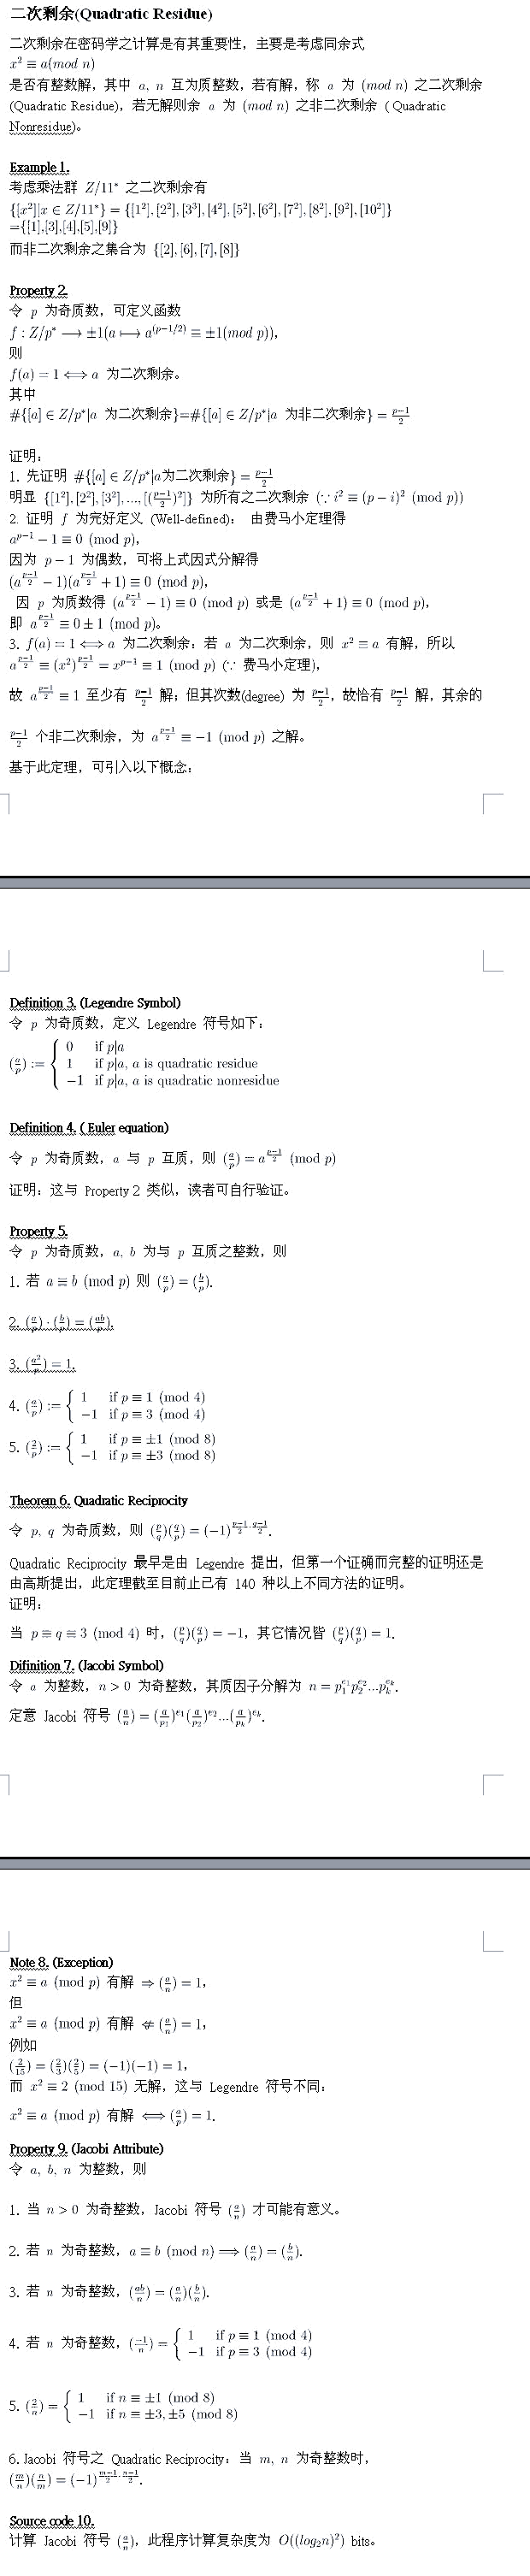 二次剩余(Quadratic Residue)
二次剩余在密码学之计算是有其重要性，主要是考虑同余式
x² ≡ a(mod n)
是否有整数解，其中 a, n 互为质整数，若有解，称 a 为 (mod n) 之二次剩余
(Quadratic Residue)，若无解则余 a 为 (mod n) 之非二次剩余 ( Quadratic
Nonresidue)。
Example 1.
考虑乘法群 Z/11* 之二次剩余有
{[x²]|x ∈ Z/11*} = {[1²], [2²], [3³], [4²], [5²], [6²], [7²], [8²], [9²], [10²]}
={[1],[3],[4],[5],[9]}
而非二次剩余之集合为 {[2], [6], [7], [8]}
Property 2.
令 p 为奇质数，可定义函数
f : Z/p* ⟶ ±1(a ⟼ a^(p−1/2) ≡ ±1(mod p)),
则
f(a) = 1 ⟺ a 为二次剩余。
其中
#{[a] ∈ Z/p*|a 为二次剩余}=#{[a] ∈ Z/p*|a 为非二次剩余} = (p−1)/2
证明：
1. 先证明 #{[a] ∈ Z/p*|a为二次剩余} = (p−1)/2
明显 {[1²], [2²], [3²], ..., [((p−1)/2)²]} 为所有之二次剩余 (∵ i² ≡ (p − i)² (mod p))
2. 证明 f 为完好定义 (Well-defined)： 由费马小定理得
a^(p−1) − 1 ≡ 0 (mod p),
因为 p − 1 为偶数，可将上式因式分解得
(a^((p−1)/2) − 1)(a^((p−1)/2) + 1) ≡ 0 (mod p),
因 p 为质数得 (a^((p−1)/2) − 1) ≡ 0 (mod p) 或是 (a^((p−1)/2) + 1) ≡ 0 (mod p),
即 a^((p−1)/2) ≡ 0 ± 1 (mod p)。
3. f(a) = 1 ⟺ a 为二次剩余：若 a 为二次剩余，则 x² ≡ a 有解，所以
a^((p−1)/2) ≡ (x²)^((p−1)/2) = x^(p−1) ≡ 1 (mod p) (∵ 费马小定理),
故 a^((p−1)/2) ≡ 1 至少有 (p−1)/2 解；但其次数(degree) 为 (p−1)/2，故恰有 (p−1)/2 解，其余的
(p−1)/2 个非二次剩余，为 a^((p−1)/2) ≡ −1 (mod p) 之解。
基于此定理，可引入以下概念：
Definition 3. (Legendre Symbol)
令 p 为奇质数，定义 Legendre 符号如下：
(a/p) := { 0 if p|a
1 if p∤a, a is quadratic residue
−1 if p∤a, a is quadratic nonresidue
Definition 4. ( Euler equation)
令 p 为奇质数，a 与 p 互质，则 (a/p) = a^((p−1)/2) (mod p)
证明：这与 Property 2 类似，读者可自行验证。
Property 5.
令 p 为奇质数，a, b 为与 p 互质之整数，则
1. 若 a ≡ b (mod p) 则 (a/p) = (b/p).
2. (a/p) · (b/p) = (ab/p).
3. (a²/p) = 1.
4. (a/p) := { 1 if p ≡ 1 (mod 4)
−1 if p ≡ 3 (mod 4)
5. (2/p) := { 1 if p ≡ ±1 (mod 8)
−1 if p ≡ ±3 (mod 8)
Theorem 6. Quadratic Reciprocity
令 p, q 为奇质数，则 (p/q)(q/p) = (−1)^((p−1)/2 · (q−1)/2).
Quadratic Reciprocity 最早是由 Legendre 提出，但第一个证确而完整的证明还是
由高斯提出，此定理截至目前止已有 140 种以上不同方法的证明。
证明：
当 p ≡ q ≡ 3 (mod 4) 时，(p/q)(q/p) = −1，其它情况皆 (p/q)(q/p) = 1.
Difinition 7. (Jacobi Symbol)
令 a 为整数，n > 0 为奇整数，其质因子分解为 n = p₁^e₁ p₂^e₂...pₖ^eₖ.
定意 Jacobi 符号 (a/n) = (a/p₁)^e₁ (a/p₂)^e₂...(a/pₖ)^eₖ.
Note 8. (Exception)
x² ≡ a (mod p) 有解 ⇒ (a/n) = 1,
但
x² ≡ a (mod p) 有解 ⇍ (a/n) = 1,
例如
(2/15) = (2/3)(2/5) = (−1)(−1) = 1,
而 x² ≡ 2 (mod 15) 无解，这与 Legendre 符号不同：
x² ≡ a (mod p) 有解 ⟺ (a/p) = 1.
Property 9. (Jacobi Attribute)
令 a, b, n 为整数，则
1. 当 n > 0 为奇整数，Jacobi 符号 (a/n) 才可能有意义。
2. 若 n 为奇整数，a ≡ b (mod n) ⟹ (a/n) = (b/n).
3. 若 n 为奇整数，(ab/n) = (a/n)(b/n).
4. 若 n 为奇整数，(−1/n) = { 1 if p ≡ 1 (mod 4)
−1 if p ≡ 3 (mod 4)
5. (2/n) = { 1 if n ≡ ±1 (mod 8)
−1 if n ≡ ±3, ±5 (mod 8)
6. Jacobi 符号之 Quadratic Reciprocity：当 m, n 为奇整数时，
(m/n)(n/m) = (−1)^((m−1)/2 · (n−1)/2).
Source code 10.
计算 Jacobi 符号 (a/n)，此程序计算复杂度为 O((log₂n)²) bits。